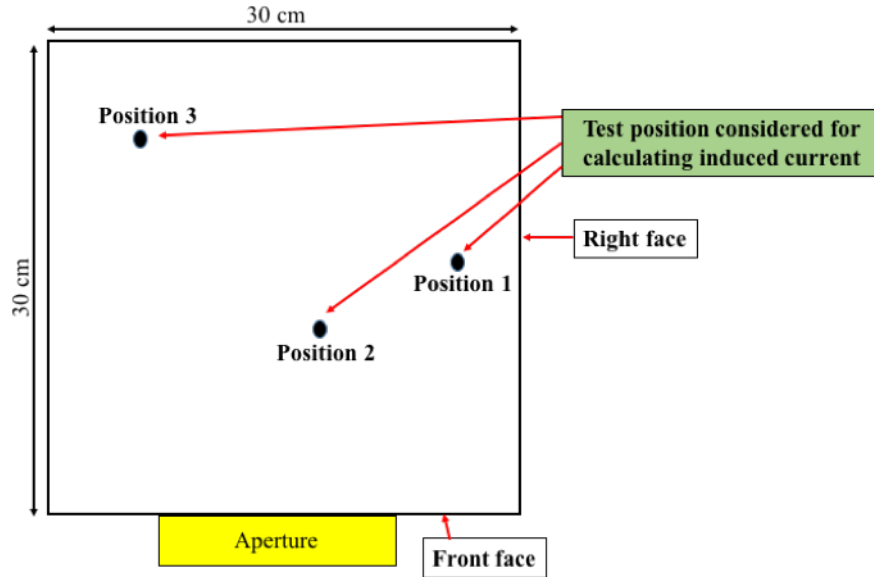 30 cm
Position 3
Test position considered for
calculating induced current
30 cm
Right face
Position 1
Position 2
Aperture
Front face